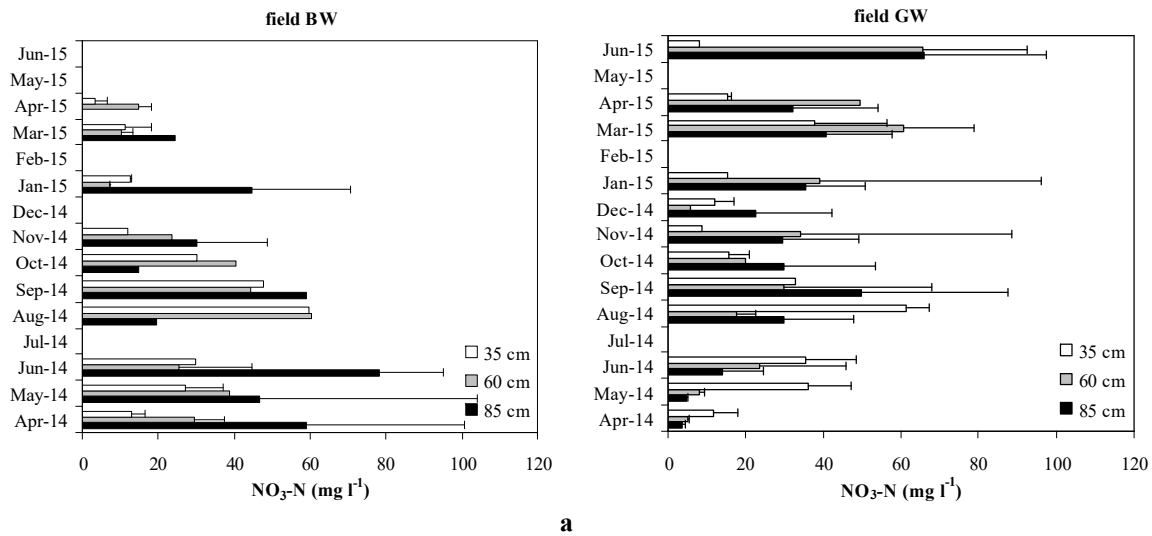 field BW
Jun-15
May-15
Apr-15
Mar-15
Feb-15
Jan-15
Dec-14
Nov-14
Oct-14
Sep-14
Aug-14
Jul-14
Jun-14
May-14
Apr-14
35 cm
60 cm
85 cm
0 20 40 60 80 100 120
NO₃-N (mg l⁻¹)
field GW
Jun-15
May-15
Apr-15
Mar-15
Feb-15
Jan-15
Dec-14
Nov-14
Oct-14
Sep-14
Aug-14
Jul-14
Jun-14
May-14
Apr-14
35 cm
60 cm
85 cm
0 20 40 60 80 100 120
NO₃-N (mg l⁻¹)
a